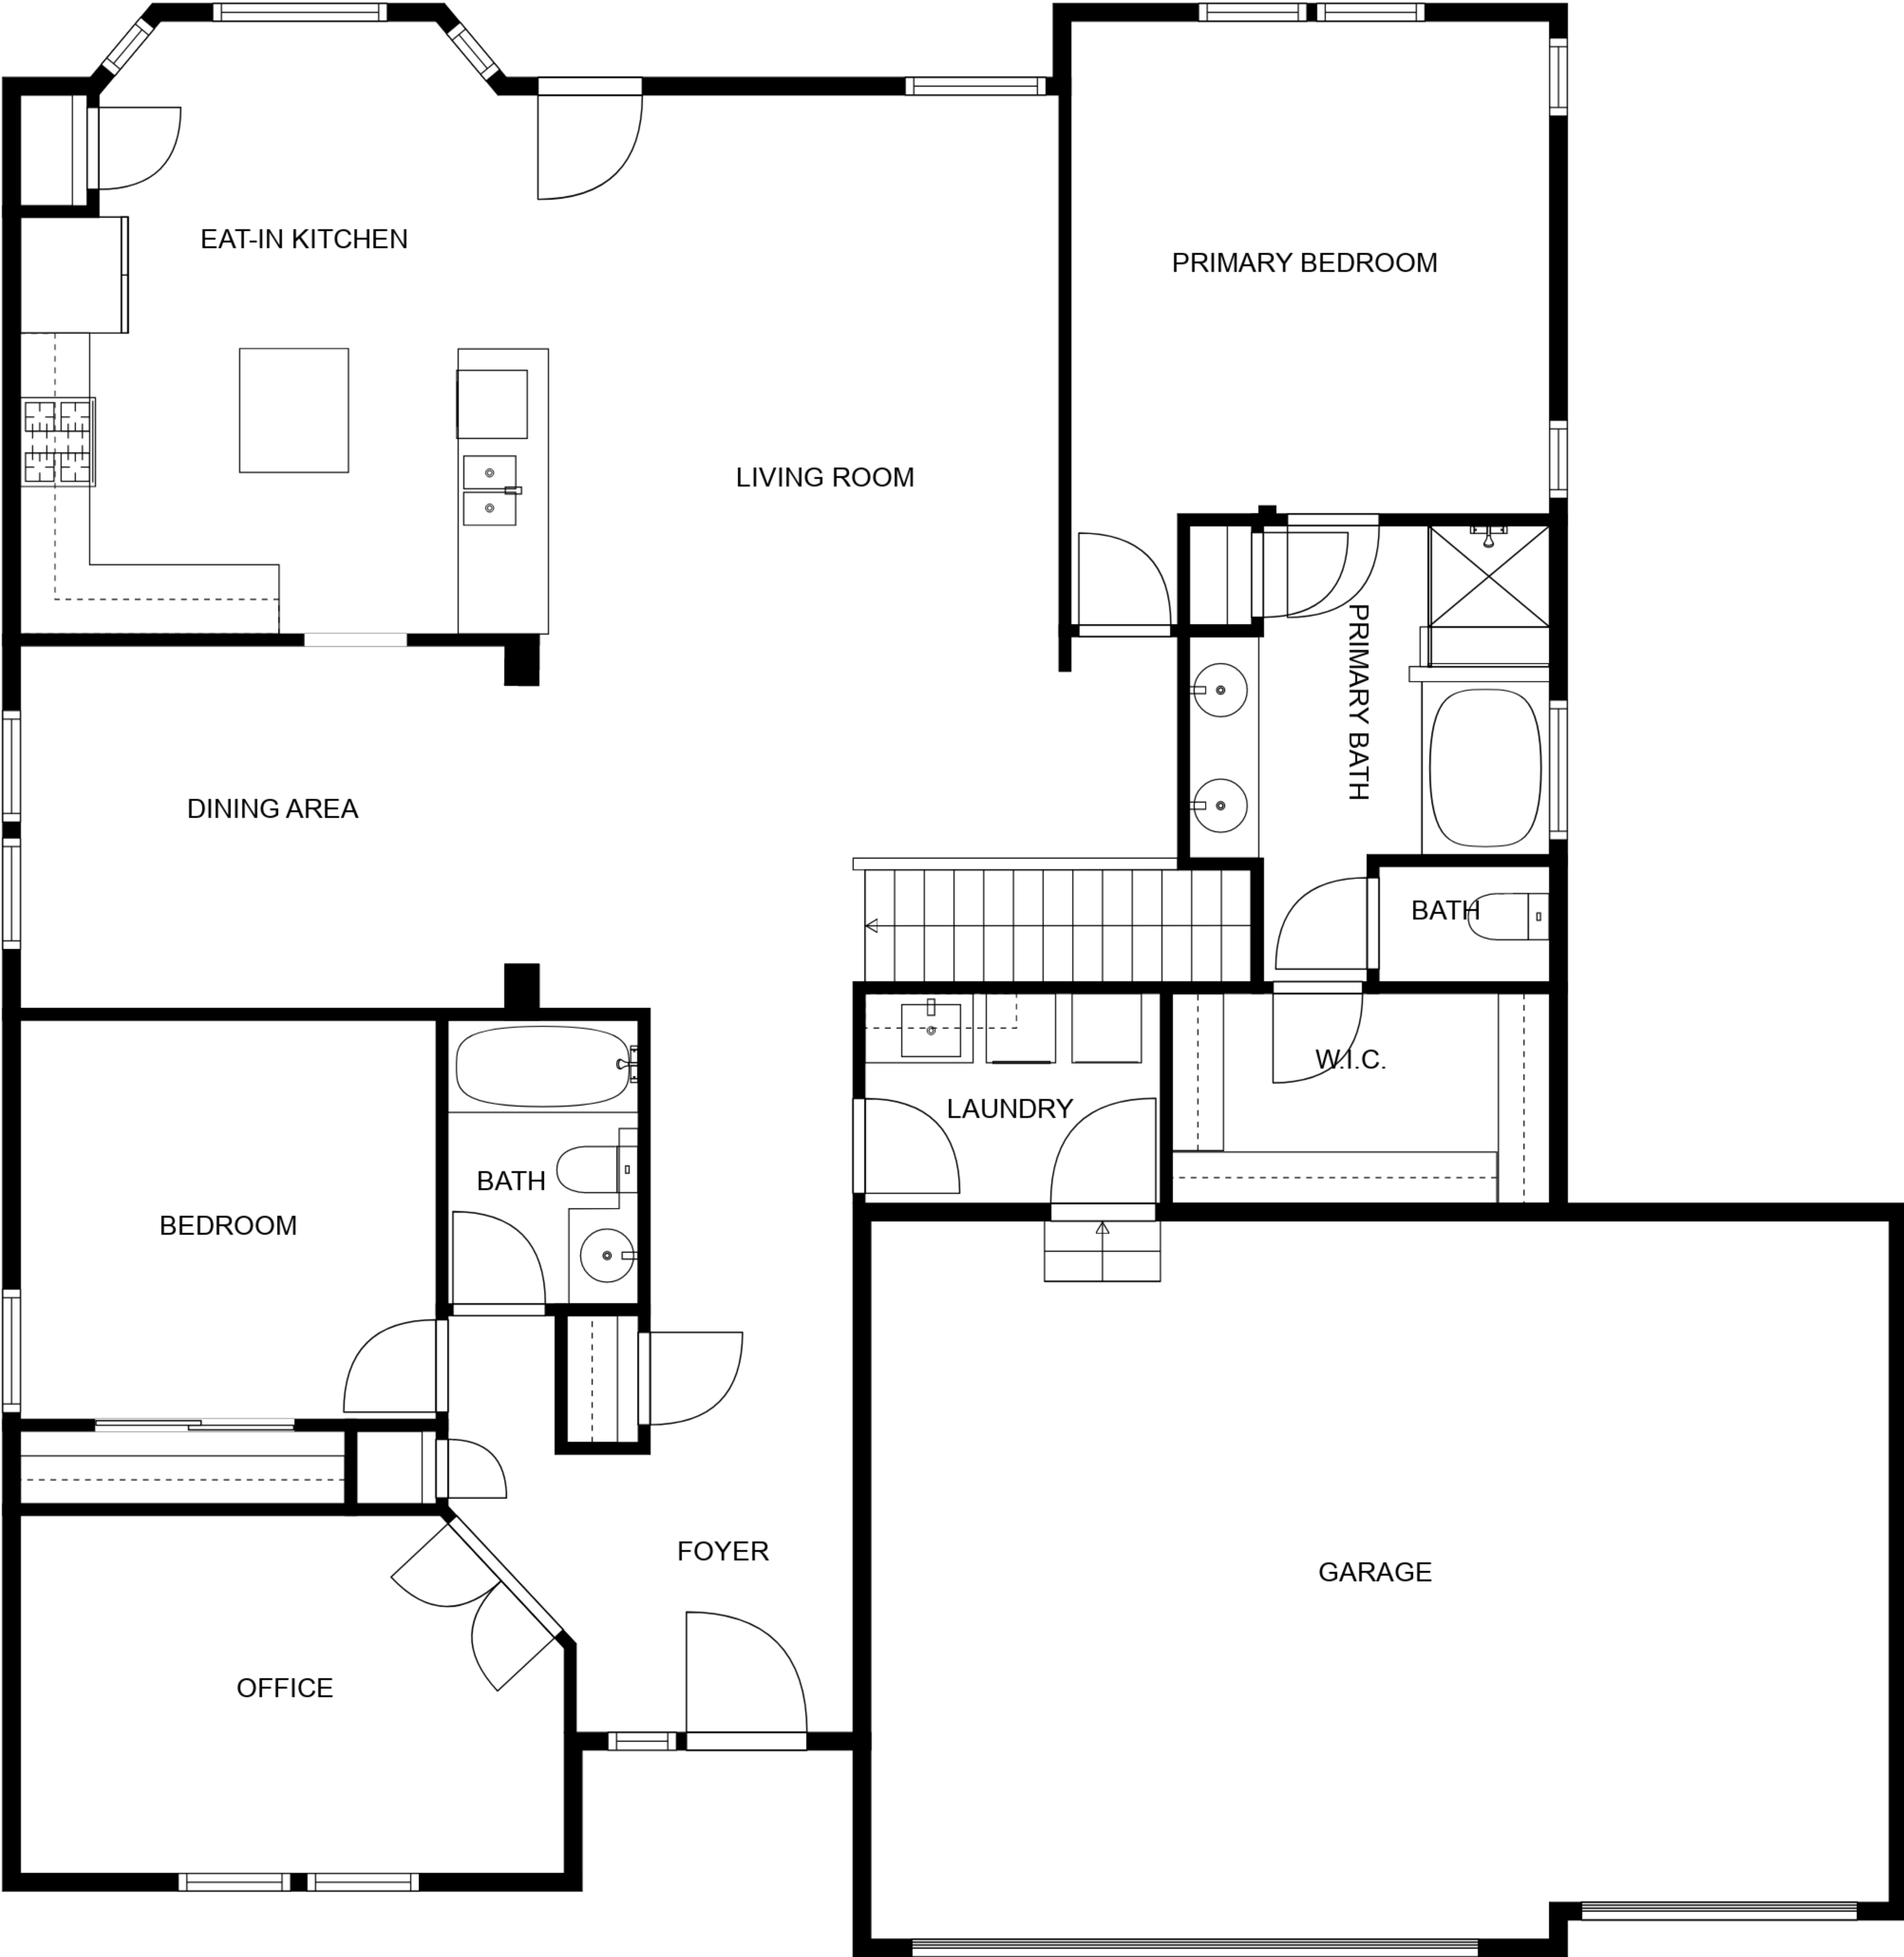 EAT-IN KITCHEN
PRIMARY BEDROOM
LIVING ROOM
PRIMARY BATH
DINING AREA
BATH
W.I.C.
LAUNDRY
BATH
BEDROOM
FOYER
GARAGE
OFFICE